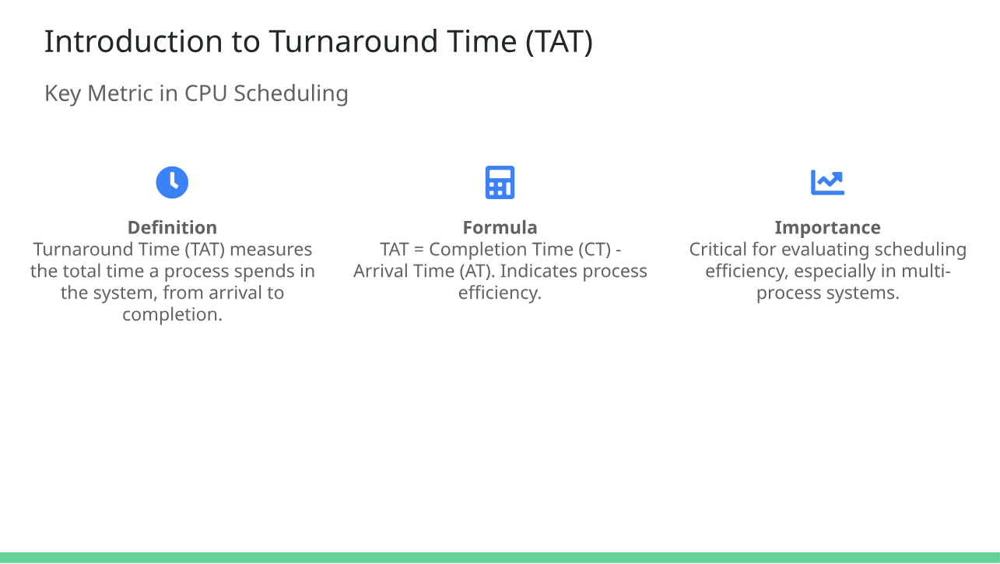 Introduction to Turnaround Time (TAT)
Key Metric in CPU Scheduling
Definition
Turnaround Time (TAT) measures
the total time a process spends in
the system, from arrival to
completion.
Formula
TAT = Completion Time (CT) -
Arrival Time (AT). Indicates process
efficiency.
Importance
Critical for evaluating scheduling
efficiency, especially in multi-
process systems.